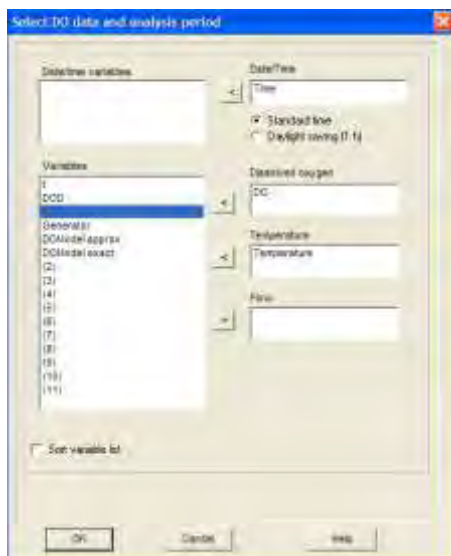 Select DO data and analysis period
Date/time variables
Date/Time
<
Time
Standard time
Daylight saving (1 h)
Variables
Dissolved oxygen
t
DOD
<
DO
Generator
DOModel approx
DOModel exact
Temperature
<
Temperature
(2)
(3)
(4)
(5)
(6)
(7)
(8)
(9)
(10)
(11)
Sort variable list
OK
Cancel
Help